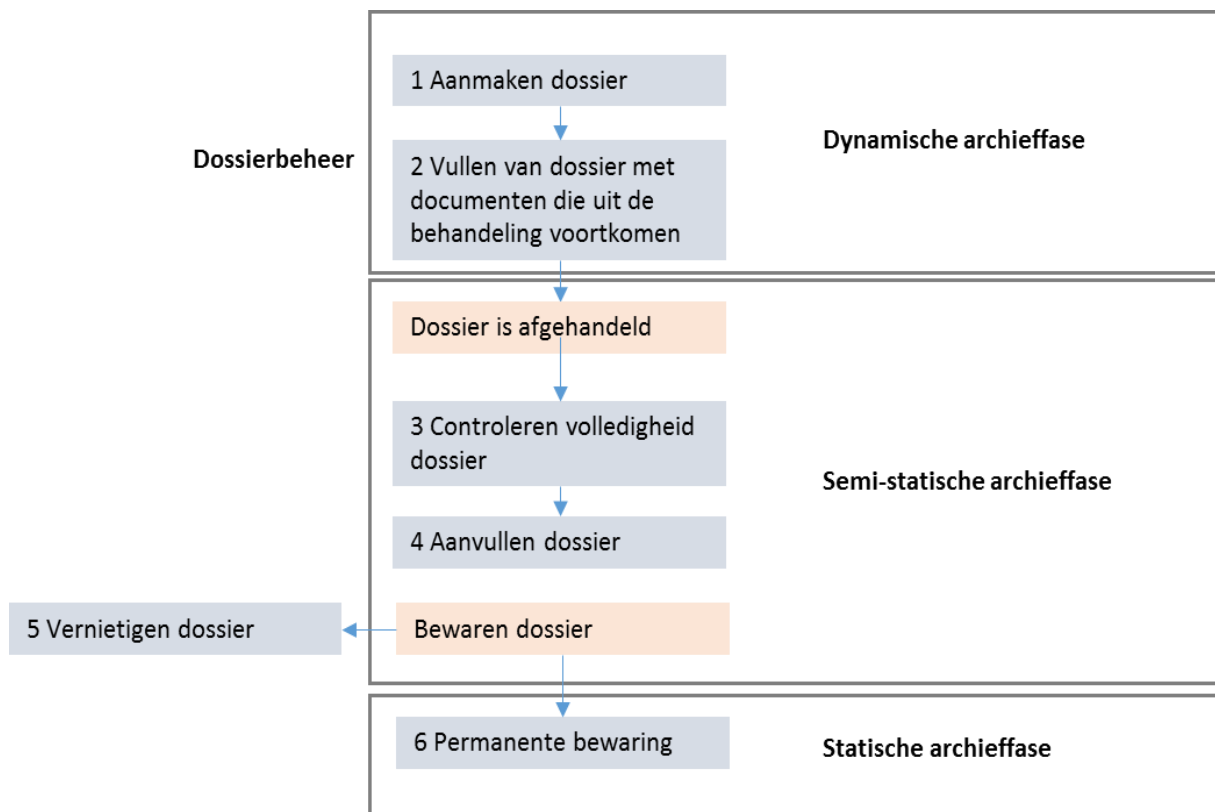 1 Aanmaken dossier
Dynamische archieffase
Dossierbeheer
2 Vullen van dossier met
documenten die uit de
behandeling voortkomen
Dossier is afgehandeld
3 Controleren volledigheid
dossier
Semi-statische archieffase
4 Aanvullen dossier
5 Vernietigen dossier
Bewaren dossier
6 Permanente bewaring
Statische archieffase